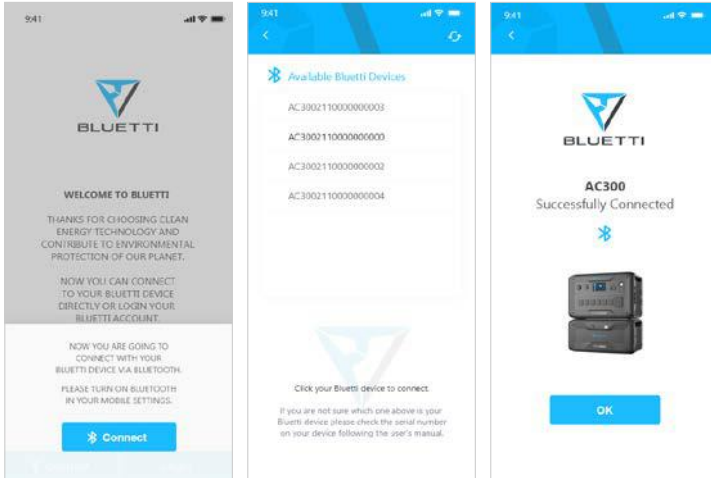 9:41
BLUETTI
WELCOME TO BLUETTI
THANKS FOR CHOOSING CLEAN
ENERGY TECHNOLOGY AND
CONTRIBUTE TO ENVIRONMENTAL
PROTECTION OF OUR PLANET.
NOW YOU CAN CONNECT
TO YOUR BLUETTI DEVICE
DIRECTLY OR LOGIN YOUR
BLUETTI ACCOUNT.
NOW YOU ARE GOING TO
CONNECT WITH YOUR
BLUETTI DEVICE VIA BLUETOOTH.
PLEASE TURN ON BLUETOOTH
IN YOUR MOBILE SETTINGS.
Connect
9:41
Available Bluetti Devices
AC3002110000000003
AC3002110000000000
AC3002110000000002
AC3002110000000004
Click your Bluetti device to connect.
If you are not sure which one above is your
Bluetti device please check the serial number
on your device following the user's manual.
9:41
BLUETTI
AC300
Successfully Connected
OK